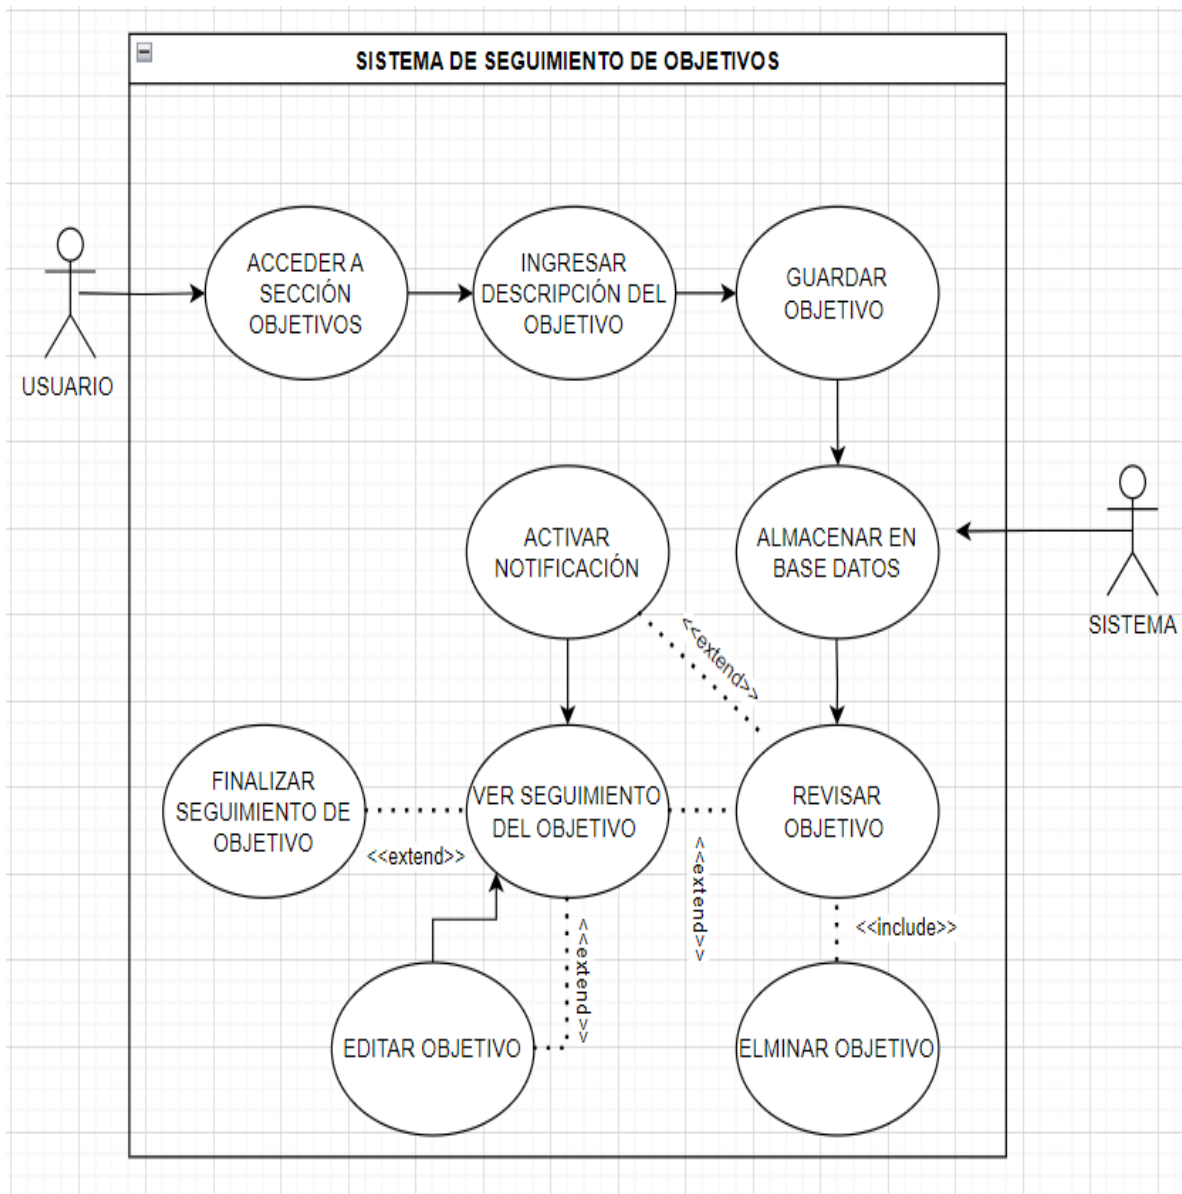 SISTEMA DE SEGUIMIENTO DE OBJETIVOS
ACCEDER A
SECCIÓN
OBJETIVOS
INGRESAR
DESCRIPCIÓN DEL
OBJETIVO
GUARDAR
OBJETIVO
USUARIO
ACTIVAR
NOTIFICACIÓN
ALMACENAR EN
BASE DATOS
SISTEMA
<<extend>>
FINALIZAR
SEGUIMIENTO DE
OBJETIVO
<<extend>>
VER SEGUIMIENTO
DEL OBJETIVO
<<extend>>
REVISAR
OBJETIVO
<<extend>>
<<include>>
EDITAR OBJETIVO
ELMINAR OBJETIVO